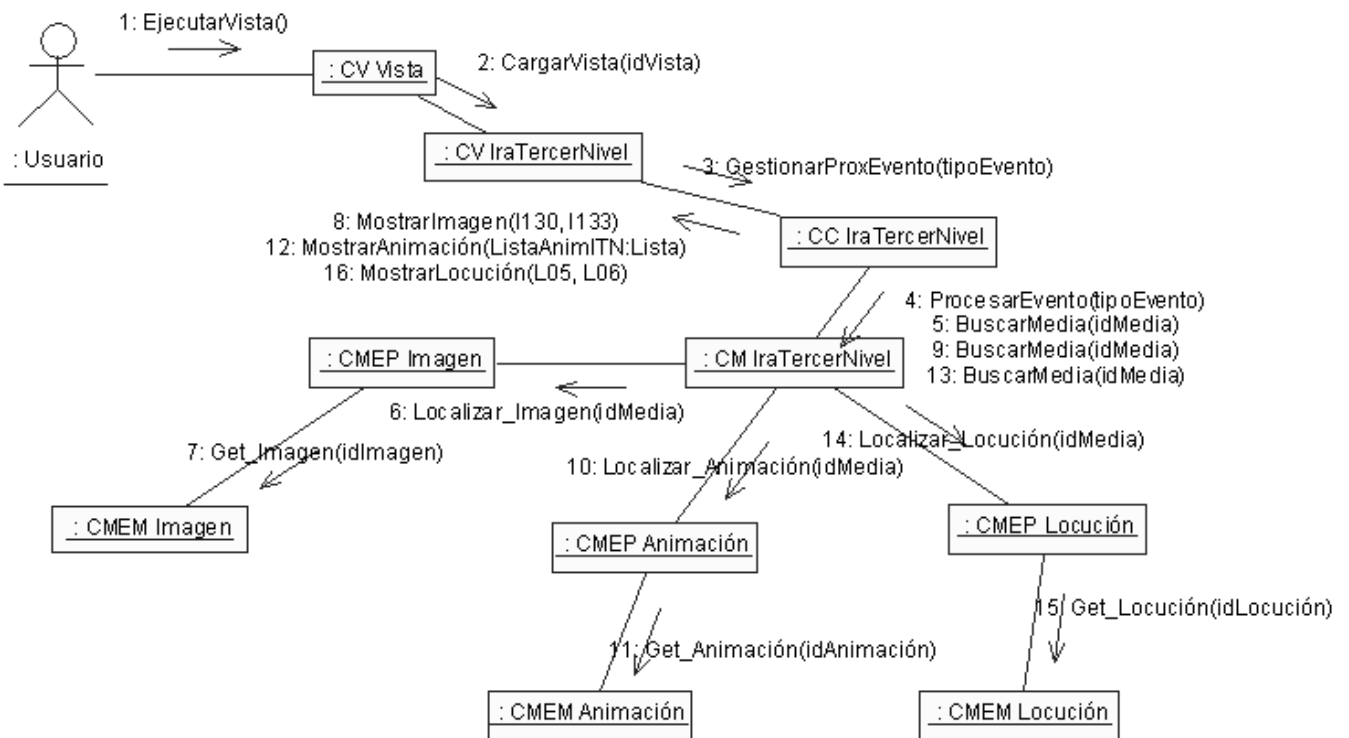 1: EjecutarVista()
: CV Vista
2: CargarVista(idVista)
: Usuario
: CV IraTercerNivel
3: GestionarProxEvento(tipoEvento)
8: MostrarImagen(I130, I133)
12: MostrarAnimación(ListaAnimITN:Lista)
16: MostrarLocución(L05, L06)
: CC IraTercerNivel
4: ProcesarEvento(tipoEvento)
5: BuscarMedia(idMedia)
9: BuscarMedia(idMedia)
13: BuscarMedia(idMedia)
: CMEP Imagen
: CM IraTercerNivel
6: Localizar_Imagen(idMedia)
7: Get_Imagen(idImagen)
14: Localizar_Locución(idMedia)
10: Localizar_Animación(idMedia)
: CMEM Imagen
: CMEP Animación
: CMEP Locución
15: Get_Locución(idLocución)
11: Get_Animación(idAnimación)
: CMEM Animación
: CMEM Locución